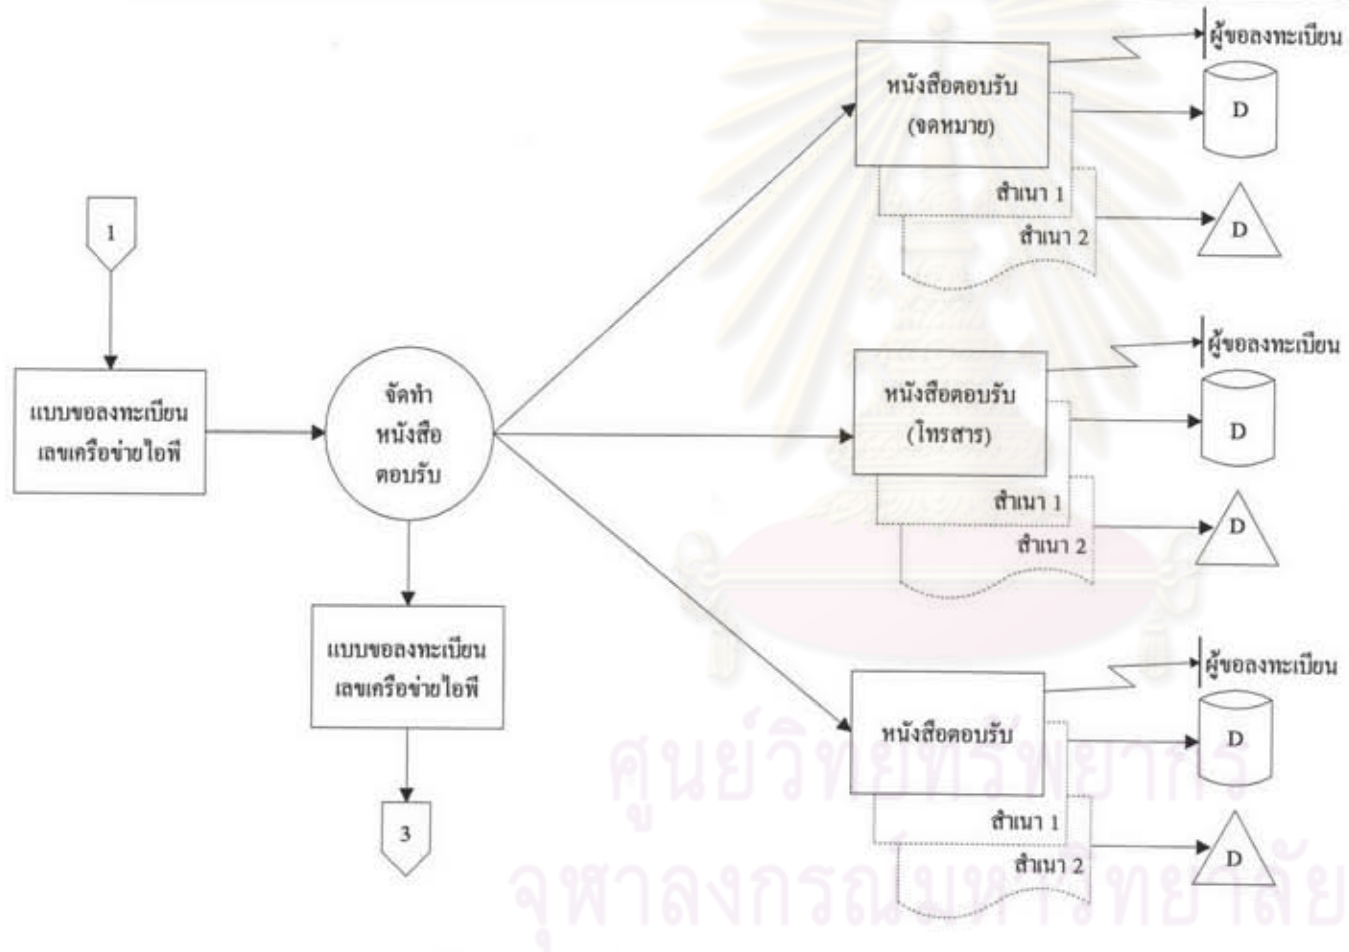 1
แบบขอลงทะเบียน
เลขเครือข่ายไอพี
จัดทำ
หนังสือ
ตอบรับ
แบบขอลงทะเบียน
เลขเครือข่ายไอพี
3
หนังสือตอบรับ
(จดหมาย)
สำเนา 1
สำเนา 2
ผู้ขอลงทะเบียน
D
D
หนังสือตอบรับ
(โทรสาร)
สำเนา 1
สำเนา 2
ผู้ขอลงทะเบียน
D
D
หนังสือตอบรับ
สำเนา 1
สำเนา 2
ผู้ขอลงทะเบียน
D
D
ศูนย์วิทยทรัพยากร
จุฬาลงกรณ์มหาวิทยาลัย